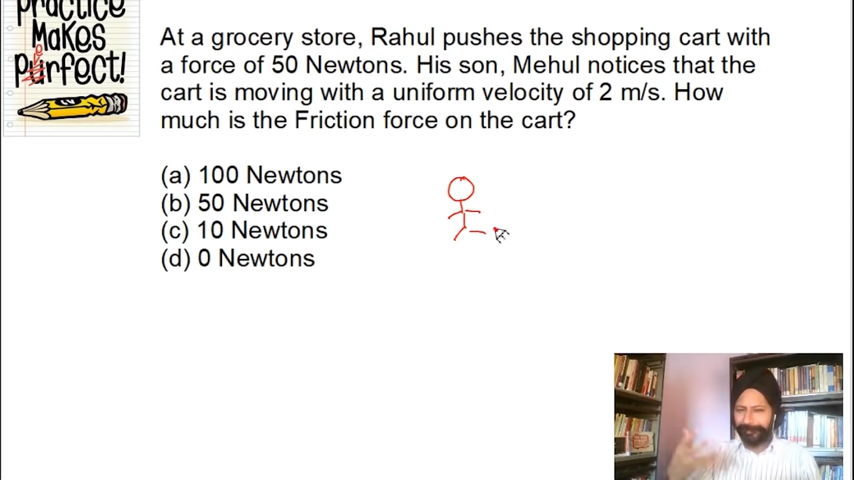 practice
Makes
Purfect!
At a grocery store, Rahul pushes the shopping cart with
a force of 50 Newtons. His son, Mehul notices that the
cart is moving with a uniform velocity of 2 m/s. How
much is the Friction force on the cart?
(a) 100 Newtons
(b) 50 Newtons
(c) 10 Newtons
(d) 0 Newtons